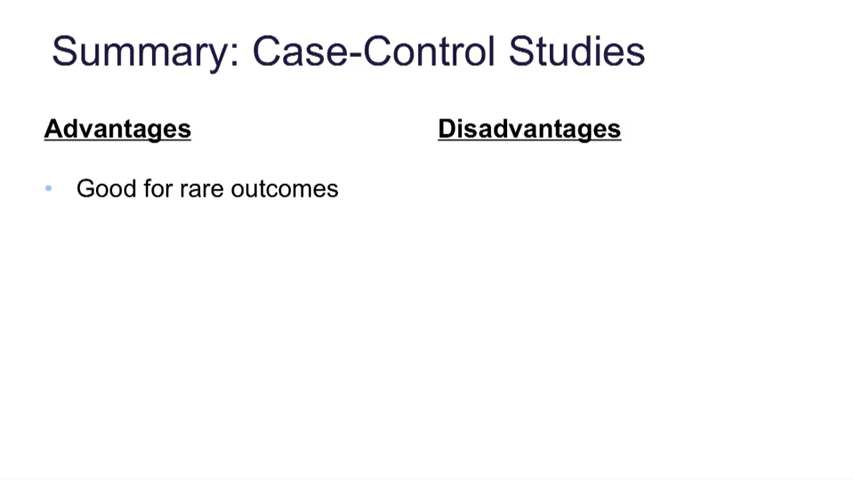 Summary: Case-Control Studies
Advantages
Disadvantages
• Good for rare outcomes